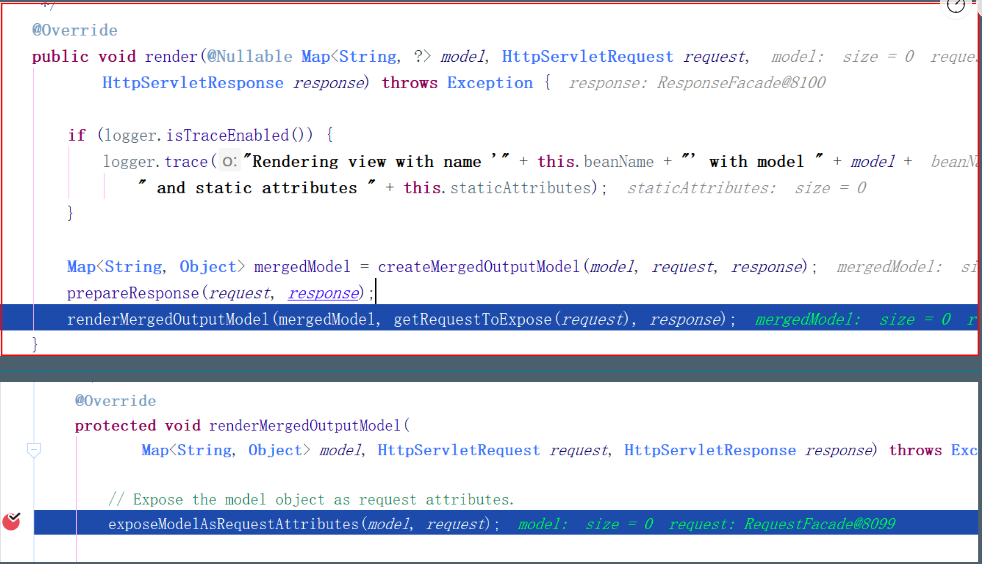 */
@Override
public void render(@Nullable Map<String, ?> model, HttpServletRequest request, model: size = 0 reque
HttpServletResponse response) throws Exception { response: ResponseFacade@8100
if (logger.isTraceEnabled()) {
logger.trace( o: "Rendering view with name '" + this.beanName + "' with model " + model + beanN
" and static attributes " + this.staticAttributes); staticAttributes: size = 0
}
Map<String, Object> mergedModel = createMergedOutputModel(model, request, response); mergedModel: si
prepareResponse(request, response);
renderMergedOutputModel(mergedModel, getRequestToExpose(request), response); mergedModel: size = 0 r
}
@Override
protected void renderMergedOutputModel(
Map<String, Object> model, HttpServletRequest request, HttpServletResponse response) throws Exc
// Expose the model object as request attributes.
exposeModelAsRequestAttributes(model, request); model: size = 0 request: RequestFacade@8099